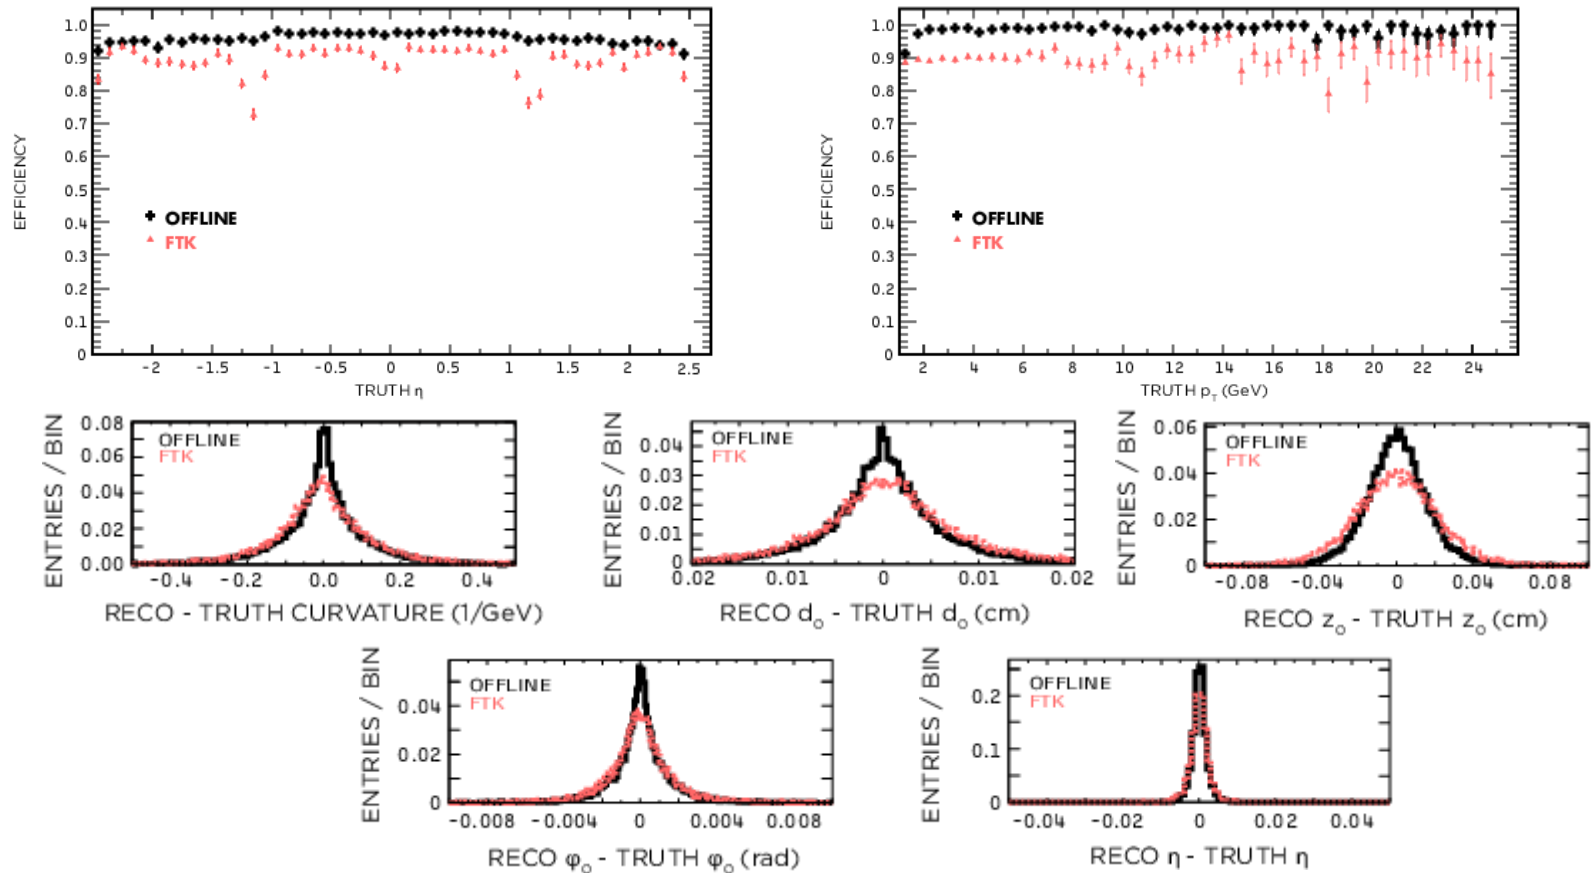 1.0
0.9
0.8
0.7
0.6
0.5
0.4
0.3
0.2
0.1
0
EFFICIENCY
OFFLINE
FTK
-2 -1.5 -1 -0.5 0 0.5 1 1.5 2 2.5
TRUTH η
1.0
0.9
0.8
0.7
0.6
0.5
0.4
0.3
0.2
0.1
0
EFFICIENCY
OFFLINE
FTK
2 4 6 8 10 12 14 16 18 20 22 24
TRUTH pT (GeV)
ENTRIES / BIN
0.08
0.06
0.04
0.02
0.00
OFFLINE
FTK
-0.4 -0.2 0.0 0.2 0.4
RECO - TRUTH CURVATURE (1/GeV)
ENTRIES / BIN
0.04
0.03
0.02
0.01
0
OFFLINE
FTK
0.02 0.01 0 0.01 0.02
RECO do - TRUTH do (cm)
ENTRIES / BIN
0.06
0.04
0.02
0
OFFLINE
FTK
-0.08 -0.04 0 0.04 0.08
RECO zo - TRUTH zo (cm)
ENTRIES / BIN
0.04
0.02
0
OFFLINE
FTK
-0.008 -0.004 0 0.004 0.008
RECO φo - TRUTH φo (rad)
ENTRIES / BIN
0.2
0.1
0
OFFLINE
FTK
-0.04 -0.02 0 0.02 0.04
RECO η - TRUTH η